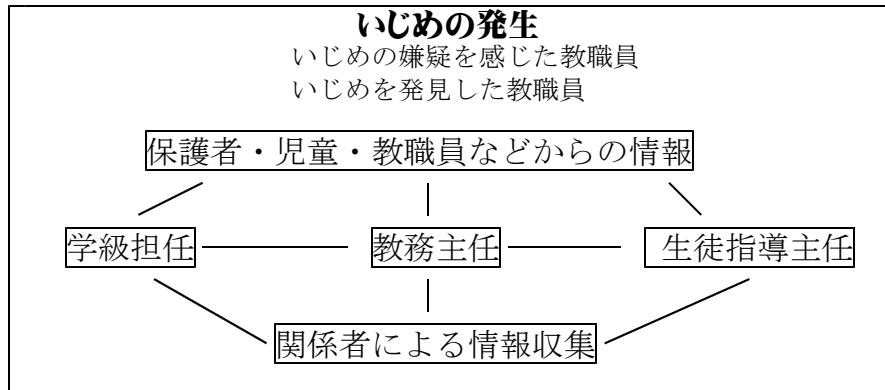 いじめの発生
いじめの嫌疑を感じた教職員
いじめを発見した教職員
保護者・児童・教職員などからの情報
学級担任
教務主任
生徒指導主任
関係者による情報収集